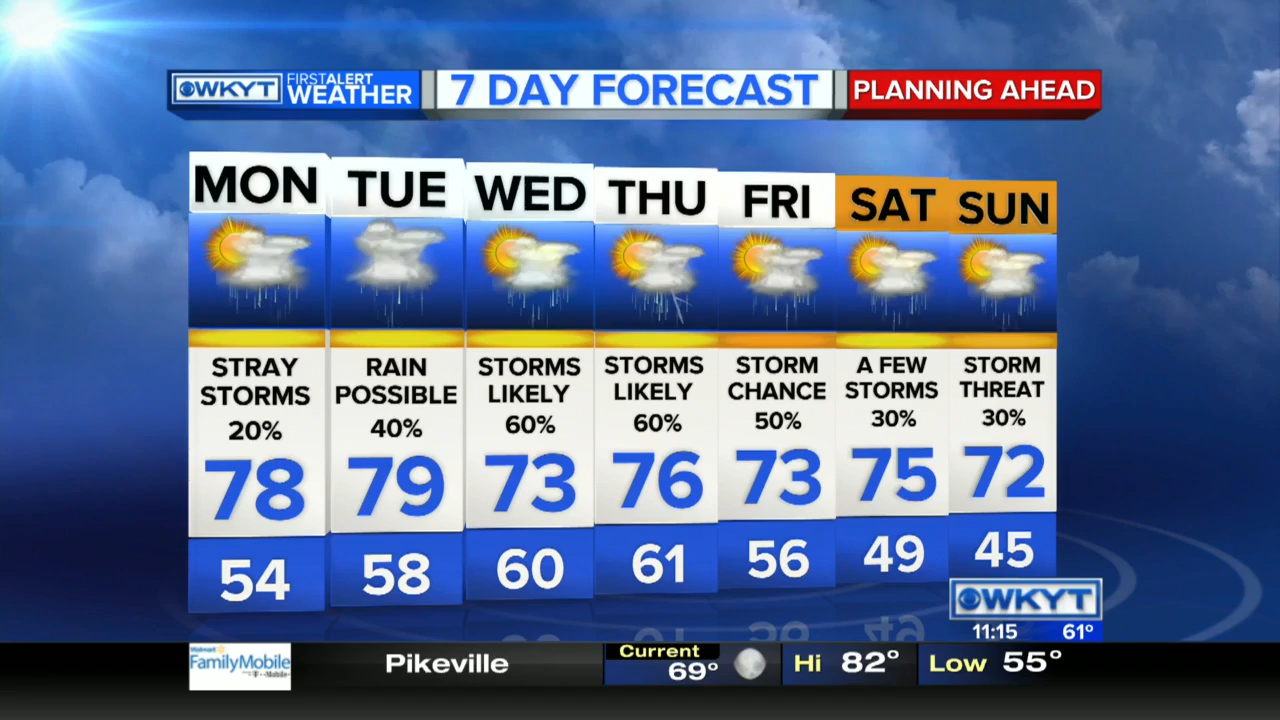 WKYT FIRST ALERT WEATHER
7 DAY FORECAST
PLANNING AHEAD
MON TUE WED THU FRI SAT SUN
STRAY STORMS 20%
78
54
RAIN POSSIBLE 40%
79
58
STORMS LIKELY 60%
73
60
STORMS LIKELY 60%
76
61
STORM CHANCE 50%
73
56
A FEW STORMS 30%
75
49
STORM THREAT 30%
72
45
WKYT
11:15 61°
Walmart
FamilyMobile
Pikeville
Current
69°
Hi 82°
Low 55°